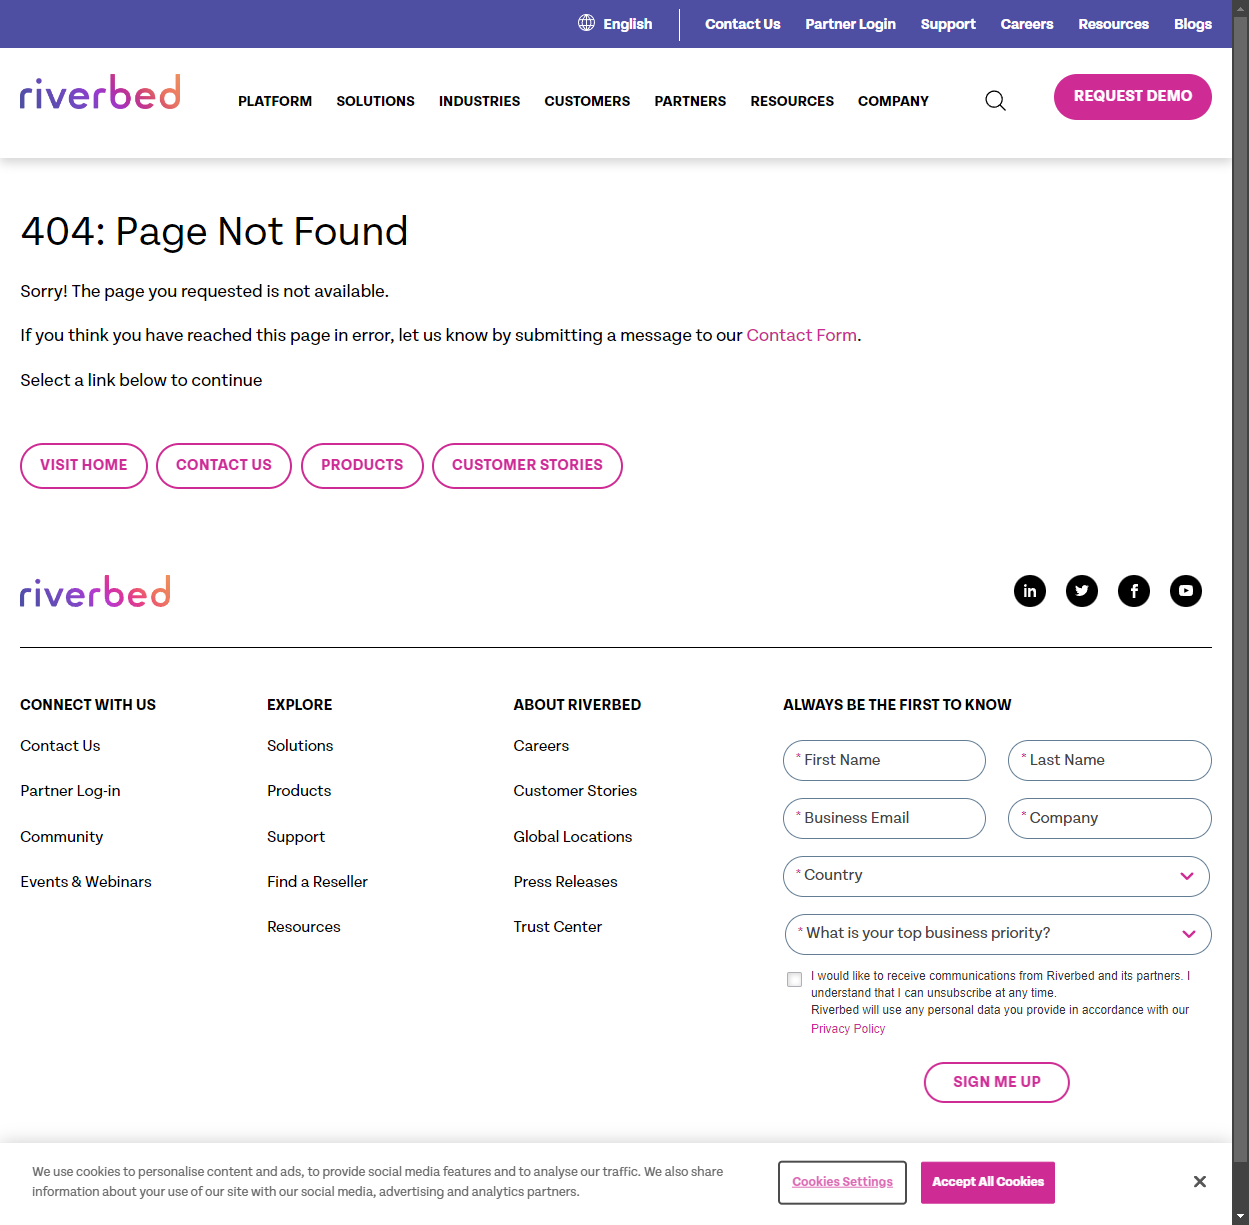 English
Contact Us
Partner Login
Support
Careers
Resources
Blogs
riverbed
PLATFORM
SOLUTIONS
INDUSTRIES
CUSTOMERS
PARTNERS
RESOURCES
COMPANY
REQUEST DEMO
404: Page Not Found
Sorry! The page you requested is not available.
If you think you have reached this page in error, let us know by submitting a message to our Contact Form.
Select a link below to continue
VISIT HOME
CONTACT US
PRODUCTS
CUSTOMER STORIES
riverbed
CONNECT WITH US
Contact Us
Partner Log-in
Community
Events & Webinars
EXPLORE
Solutions
Products
Support
Find a Reseller
Resources
ABOUT RIVERBED
Careers
Customer Stories
Global Locations
Press Releases
Trust Center
ALWAYS BE THE FIRST TO KNOW
* First Name
* Last Name
* Business Email
* Company
* Country
* What is your top business priority?
I would like to receive communications from Riverbed and its partners. I
understand that I can unsubscribe at any time.
Riverbed will use any personal data you provide in accordance with our
Privacy Policy
SIGN ME UP
We use cookies to personalise content and ads, to provide social media features and to analyse our traffic. We also share
information about your use of our site with our social media, advertising and analytics partners.
Cookies Settings
Accept All Cookies